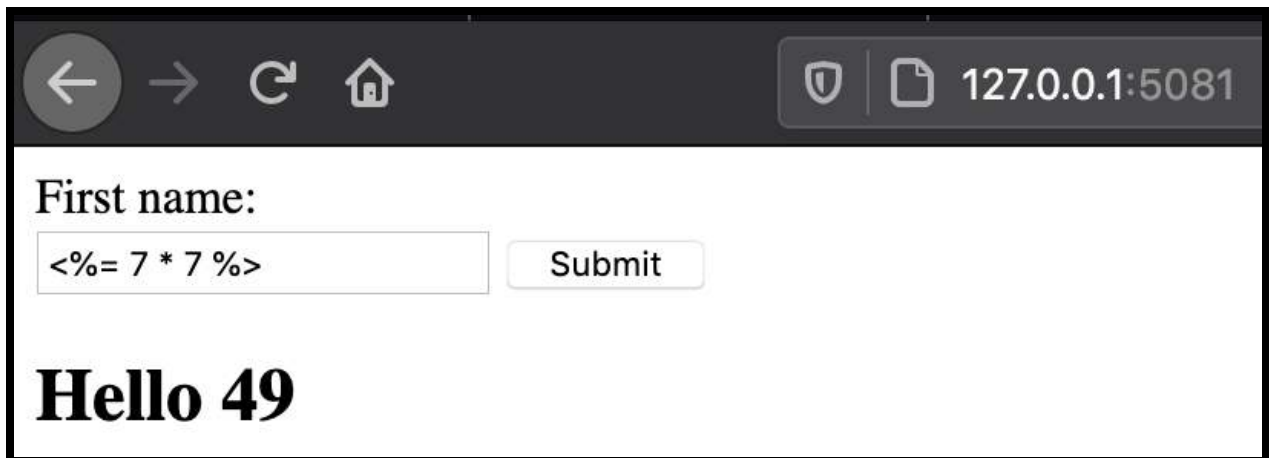 127.0.0.1:5081
First name:
<%= 7 * 7 %> Submit
Hello 49